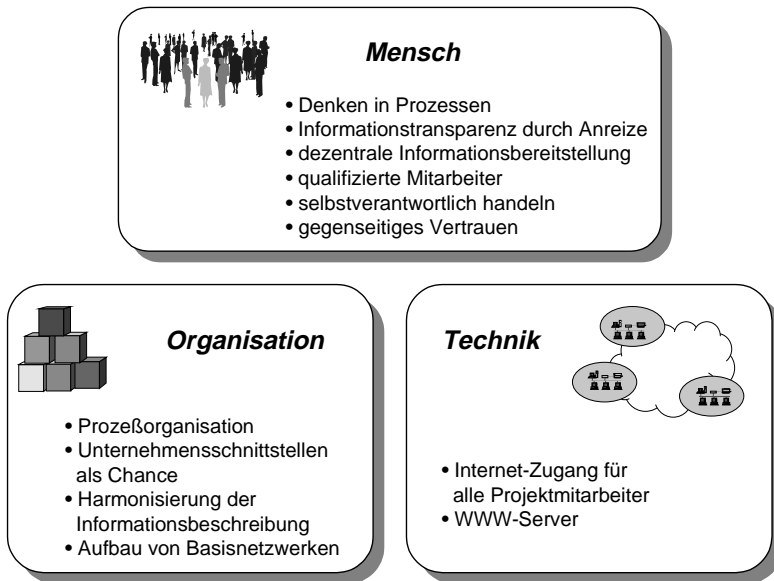 Mensch
• Denken in Prozessen
• Informationstransparenz durch Anreize
• dezentrale Informationsbereitstellung
• qualifizierte Mitarbeiter
• selbstverantwortlich handeln
• gegenseitiges Vertrauen
Organisation
• Prozeßorganisation
• Unternehmensschnittstellen
als Chance
• Harmonisierung der
Informationsbeschreibung
• Aufbau von Basisnetzwerken
Technik
• Internet-Zugang für
alle Projektmitarbeiter
• WWW-Server